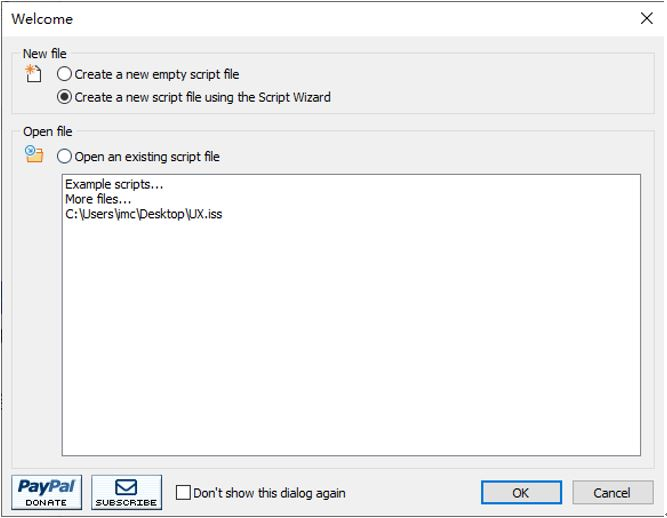 Welcome
New file
Create a new empty script file
Create a new script file using the Script Wizard
Open file
Open an existing script file
Example scripts...
More files...
C:\Users\jmc\Desktop\UX.iss
PayPal
DONATE
SUBSCRIBE
Don't show this dialog again
OK
Cancel